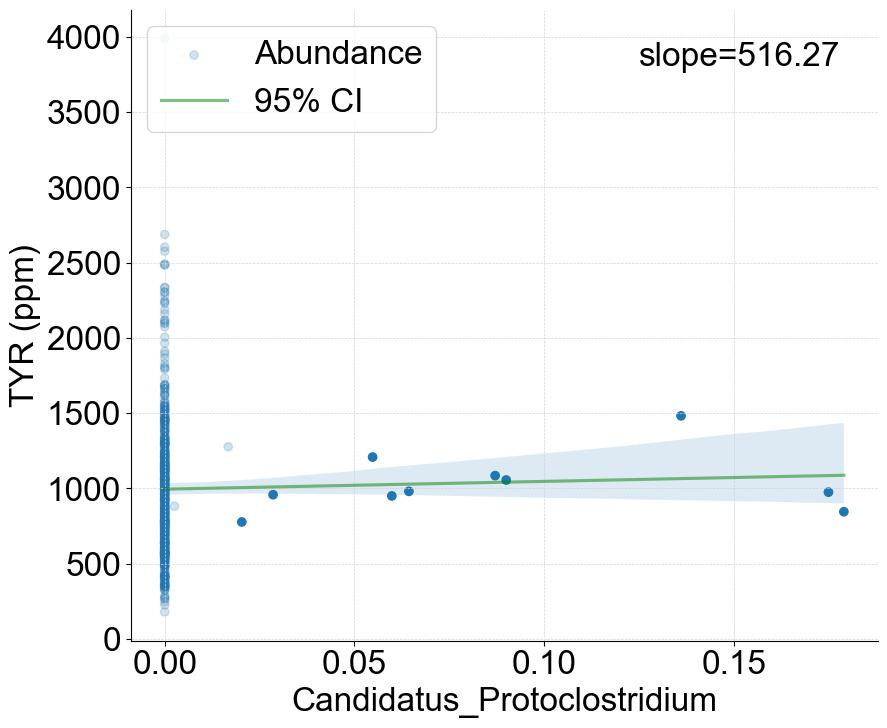 4000
3500
3000
2500
2000
1500
1000
500
0
TYR (ppm)
Abundance
95% CI
slope=516.27
0.00 0.05 0.10 0.15
Candidatus_Protoclostridium